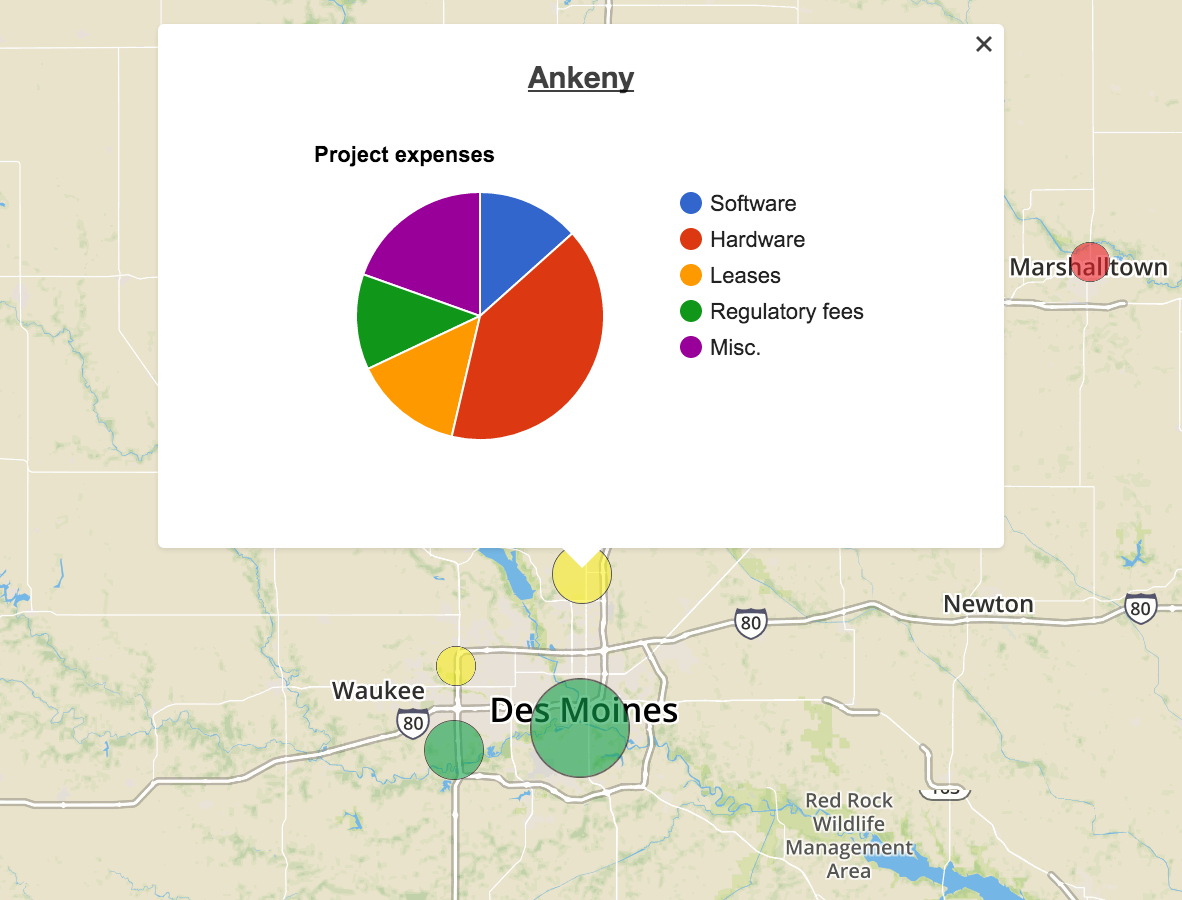 ×
Ankeny
Project expenses
Software
Hardware
Leases
Regulatory fees
Misc.
Marshalltown
Newton
80
80
Waukee
80
Des Moines
Red Rock
Wildlife
Management
Area